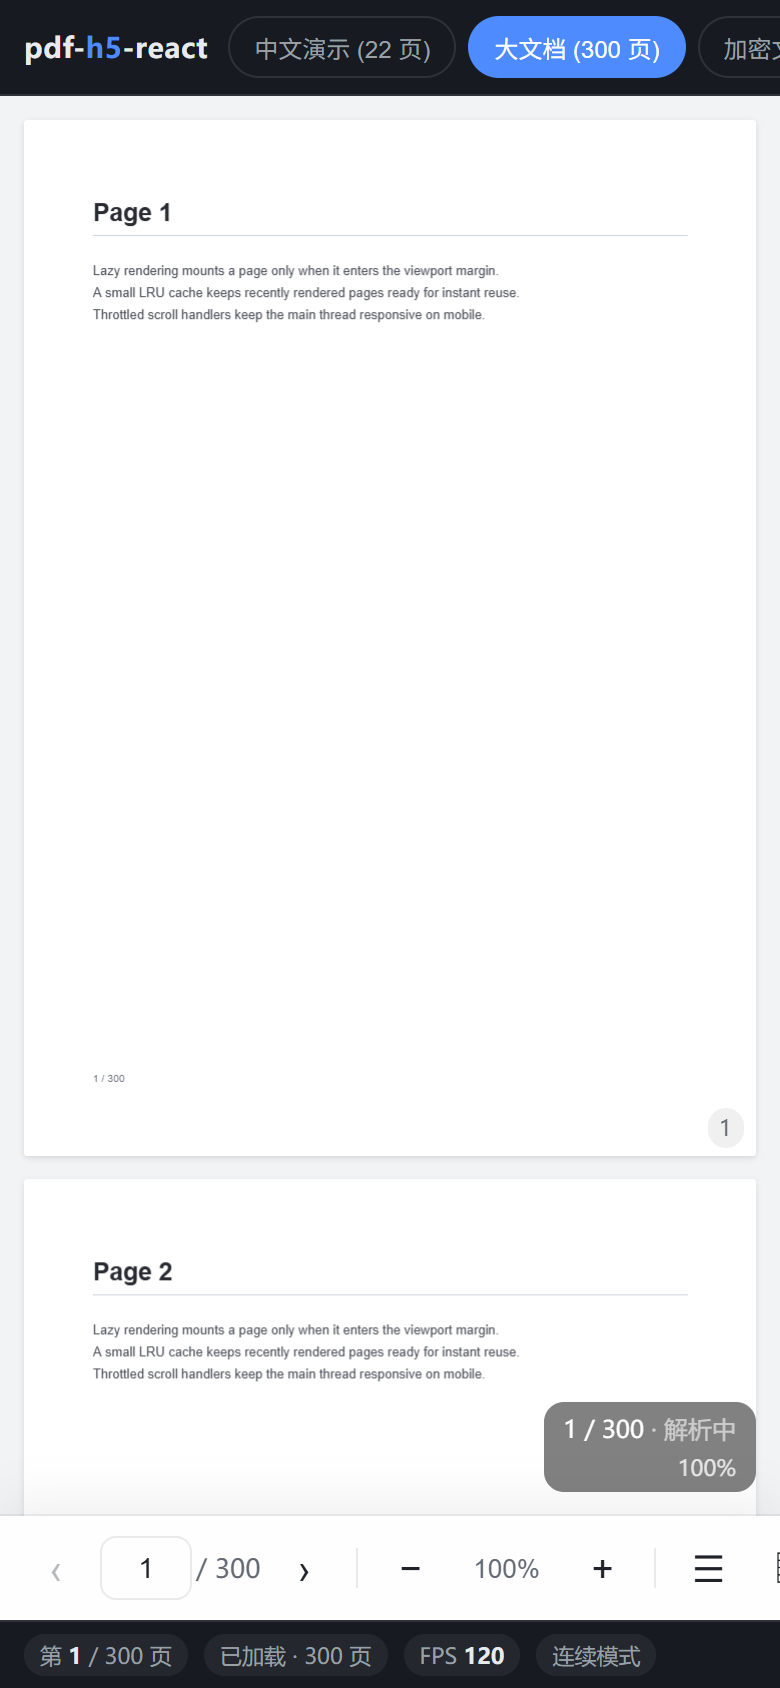 pdf-h5-react 中文演示 (22 页) 大文档 (300 页) 加密
Page 1
Lazy rendering mounts a page only when it enters the viewport margin.
A small LRU cache keeps recently rendered pages ready for instant reuse.
Throttled scroll handlers keep the main thread responsive on mobile.
1 / 300
1
Page 2
Lazy rendering mounts a page only when it enters the viewport margin.
A small LRU cache keeps recently rendered pages ready for instant reuse.
Throttled scroll handlers keep the main thread responsive on mobile.
1 / 300 · 解析中
100%
‹ 1 / 300 › − 100% + ☰
第 1 / 300 页 已加载 · 300 页 FPS 120 连续模式